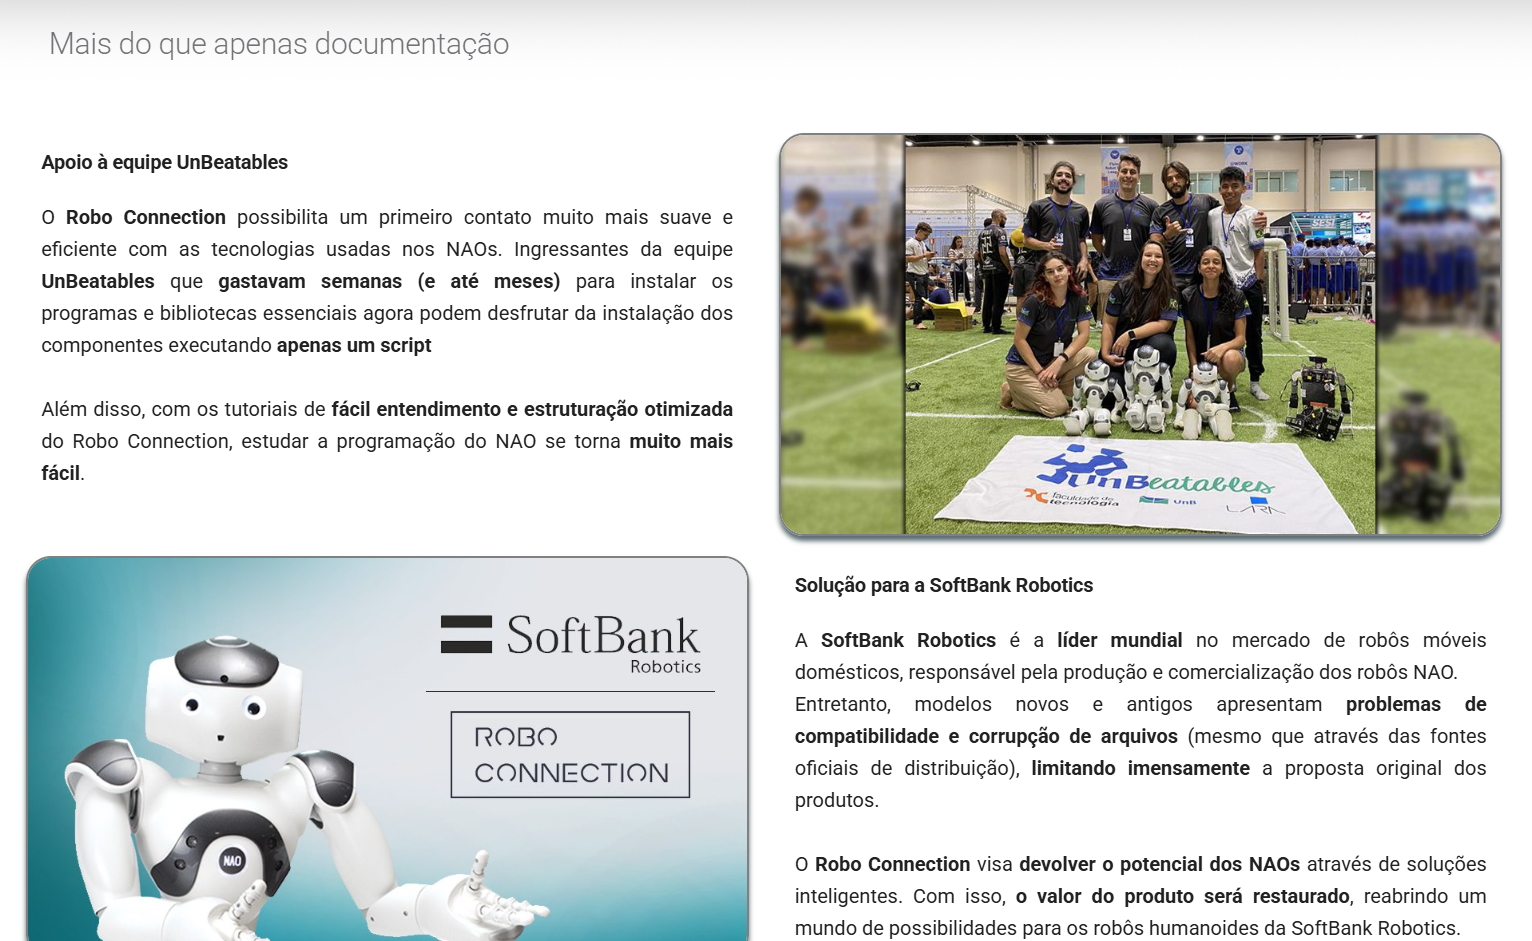 Mais do que apenas documentação
Apoio à equipe UnBeatables
O Robo Connection possibilita um primeiro contato muito mais suave e
eficiente com as tecnologias usadas nos NAOs. Ingressantes da equipe
UnBeatables que gastavam semanas (e até meses) para instalar os
programas e bibliotecas essenciais agora podem desfrutar da instalação dos
componentes executando apenas um script
Além disso, com os tutoriais de fácil entendimento e estruturação otimizada
do Robo Connection, estudar a programação do NAO se torna muito mais
fácil.
SESI
UnBeatables
faculdade de
tecnologia
UnB
LARA
SoftBank
Robotics
ROBO
CONNECTION
NAO
Solução para a SoftBank Robotics
A SoftBank Robotics é a líder mundial no mercado de robôs móveis
domésticos, responsável pela produção e comercialização dos robôs NAO.
Entretanto, modelos novos e antigos apresentam problemas de
compatibilidade e corrupção de arquivos (mesmo que através das fontes
oficiais de distribuição), limitando imensamente a proposta original dos
produtos.
O Robo Connection visa devolver o potencial dos NAOs através de soluções
inteligentes. Com isso, o valor do produto será restaurado, reabrindo um
mundo de possibilidades para os robôs humanoides da SoftBank Robotics.